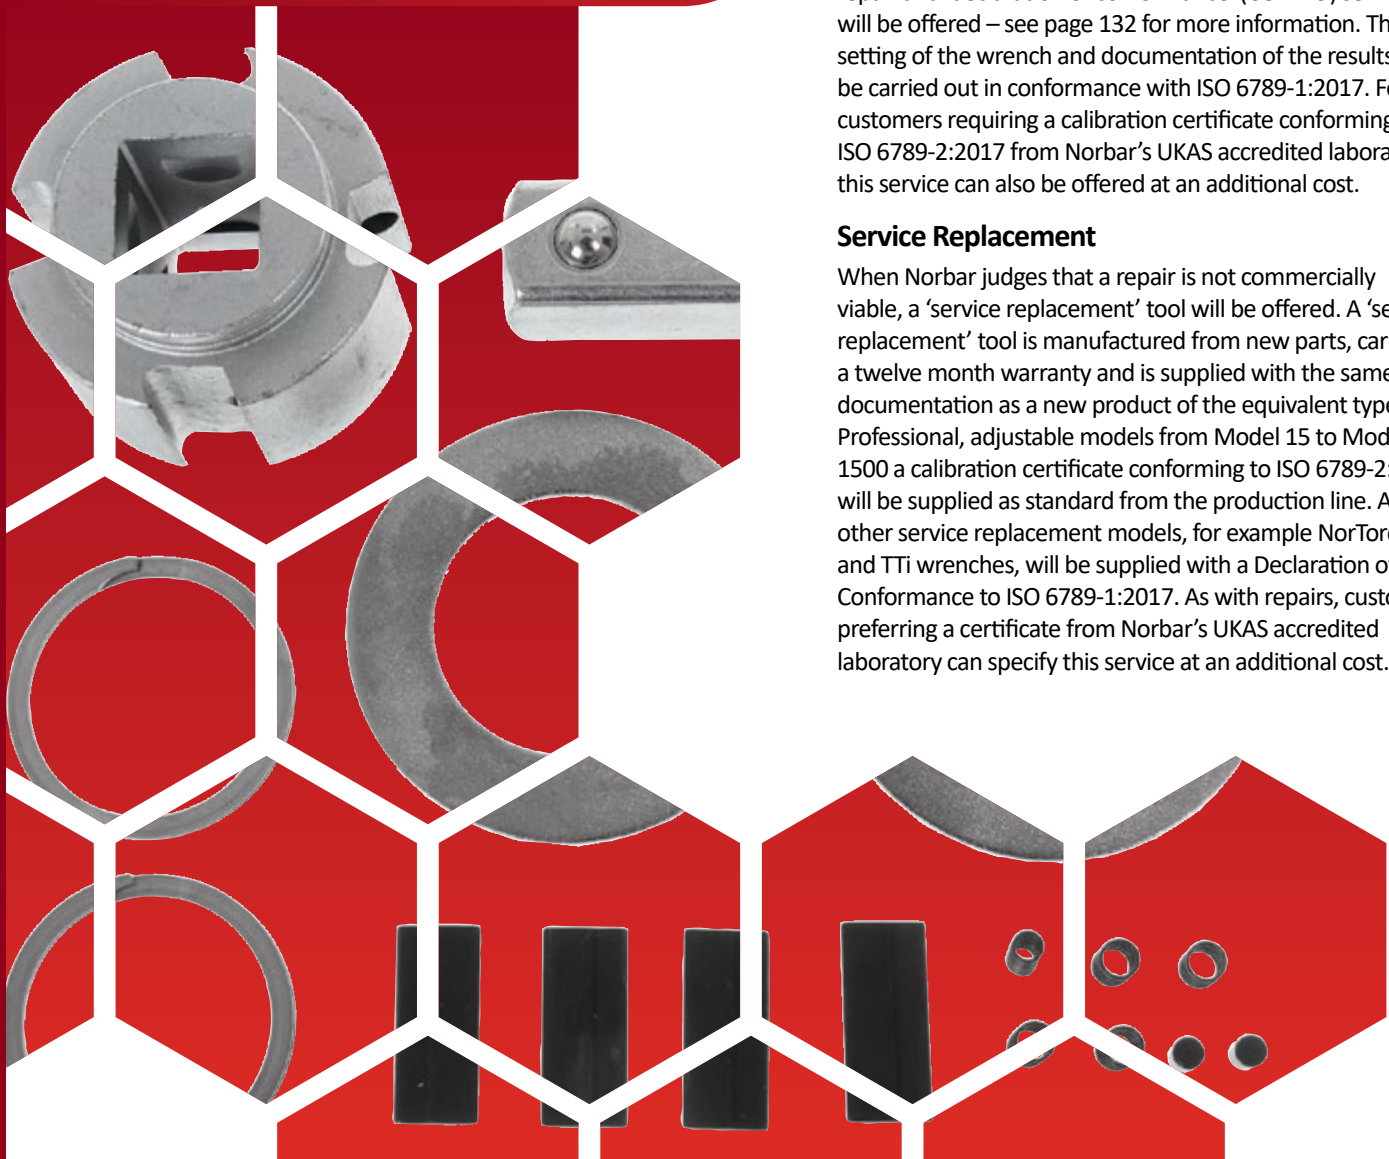 will be offered – see page 132 for more information. Th
setting of the wrench and documentation of the results
be carried out in conformance with ISO 6789-1:2017. Fo
customers requiring a calibration certificate conforming
ISO 6789-2:2017 from Norbar’s UKAS accredited labora
this service can also be offered at an additional cost.
Service Replacement
When Norbar judges that a repair is not commercially
viable, a ‘service replacement’ tool will be offered. A ‘se
replacement’ tool is manufactured from new parts, car
a twelve month warranty and is supplied with the same
documentation as a new product of the equivalent type
Professional, adjustable models from Model 15 to Mod
1500 a calibration certificate conforming to ISO 6789-2:
will be supplied as standard from the production line. A
other service replacement models, for example NorTorq
and TTi wrenches, will be supplied with a Declaration of
Conformance to ISO 6789-1:2017. As with repairs, custo
preferring a certificate from Norbar’s UKAS accredited
laboratory can specify this service at an additional cost.